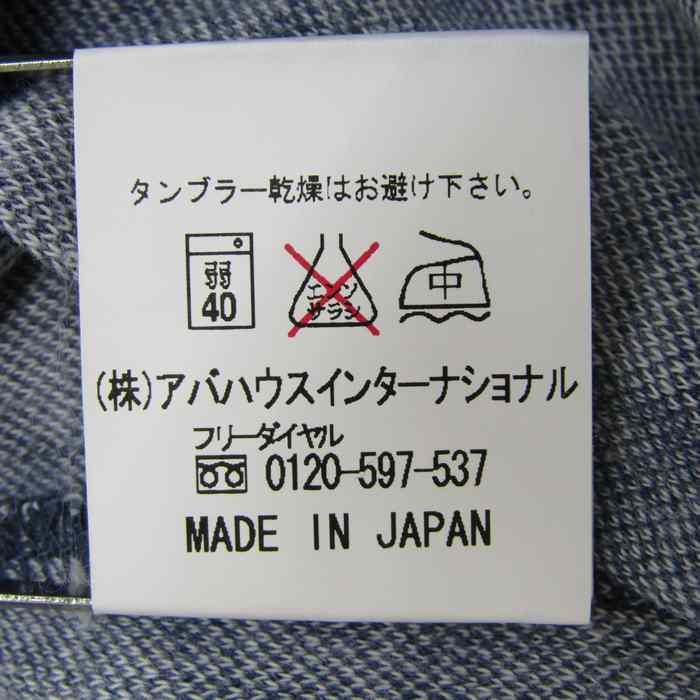 タンブラー乾燥はお避け下さい。
弱
40
エンソ
サラシ
中
(株)アバハウスインターナショナル
フリーダイヤル
0120-597-537
MADE IN JAPAN